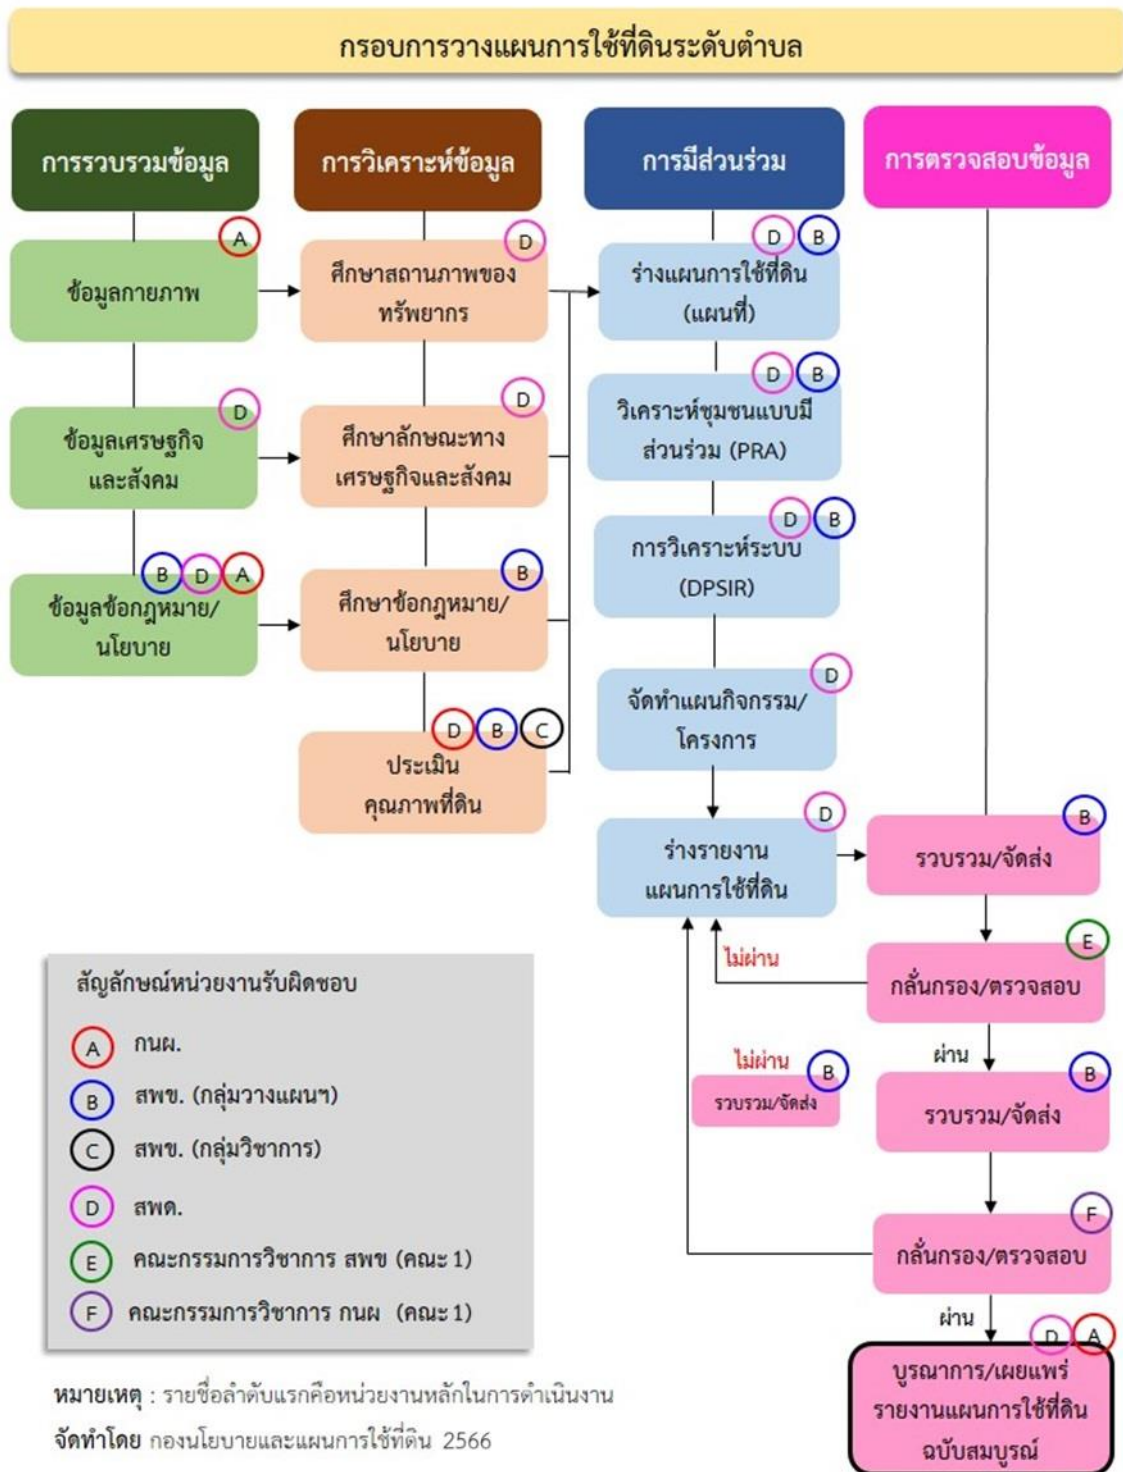 กรอบการวางแผนการใช้ที่ดินระดับตำบล
การรวบรวมข้อมูล
A
ข้อมูลกายภาพ
D
ข้อมูลเศรษฐกิจ
และสังคม
B D A
ข้อมูลข้อกฎหมาย/
นโยบาย
การวิเคราะห์ข้อมูล
D
ศึกษาสถานภาพของ
ทรัพยากร
D
ศึกษาลักษณะทาง
เศรษฐกิจและสังคม
B
ศึกษาข้อกฎหมาย/
นโยบาย
D B C
ประเมิน
คุณภาพที่ดิน
การมีส่วนร่วม
D B
ร่างแผนการใช้ที่ดิน
(แผนที่)
D B
วิเคราะห์ชุมชนแบบมี
ส่วนร่วม (PRA)
D B
การวิเคราะห์ระบบ
(DPSIR)
D
จัดทำแผนกิจกรรม/
โครงการ
D
ร่างรายงาน
แผนการใช้ที่ดิน
การตรวจสอบข้อมูล
B
รวบรวม/จัดส่ง
E
กลั่นกรอง/ตรวจสอบ
ไม่ผ่าน
ผ่าน
B
รวบรวม/จัดส่ง
F
กลั่นกรอง/ตรวจสอบ
ไม่ผ่าน
B
รวบรวม/จัดส่ง
ผ่าน
D A
บูรณาการ/เผยแพร่
รายงานแผนการใช้ที่ดิน
ฉบับสมบูรณ์
สัญลักษณ์หน่วยงานรับผิดชอบ
A กนผ.
B สพข. (กลุ่มวางแผนฯ)
C สพข. (กลุ่มวิชาการ)
D สพด.
E คณะกรรมการวิชาการ สพข (คณะ 1)
F คณะกรรมการวิชาการ กนผ (คณะ 1)
หมายเหตุ : รายชื่อลำดับแรกคือหน่วยงานหลักในการดำเนินงาน
จัดทำโดย กองนโยบายและแผนการใช้ที่ดิน 2566